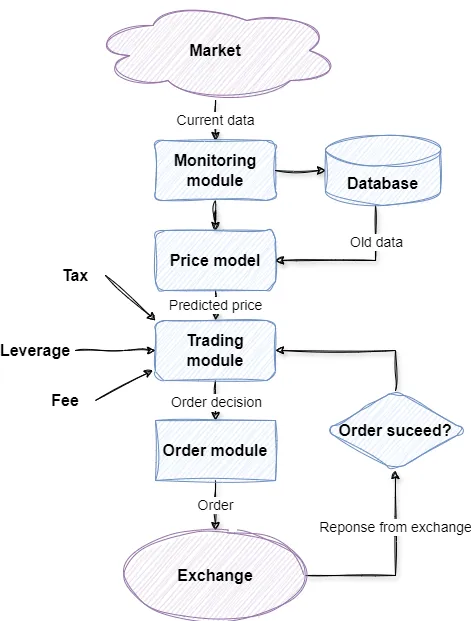 Market
Current data
Monitoring
module
Database
Old data
Price model
Predicted price
Tax
Leverage
Fee
Trading
module
Order decision
Order module
Order suceed?
Order
Reponse from exchange
Exchange